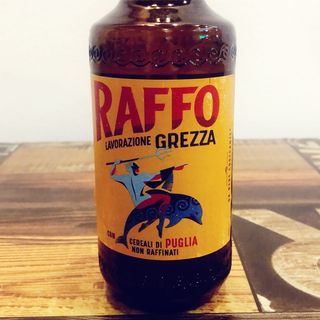 RAFFO
LAVORAZIONE GREZZA
CON
CEREALI DI PUGLIA
NON RAFFINATI